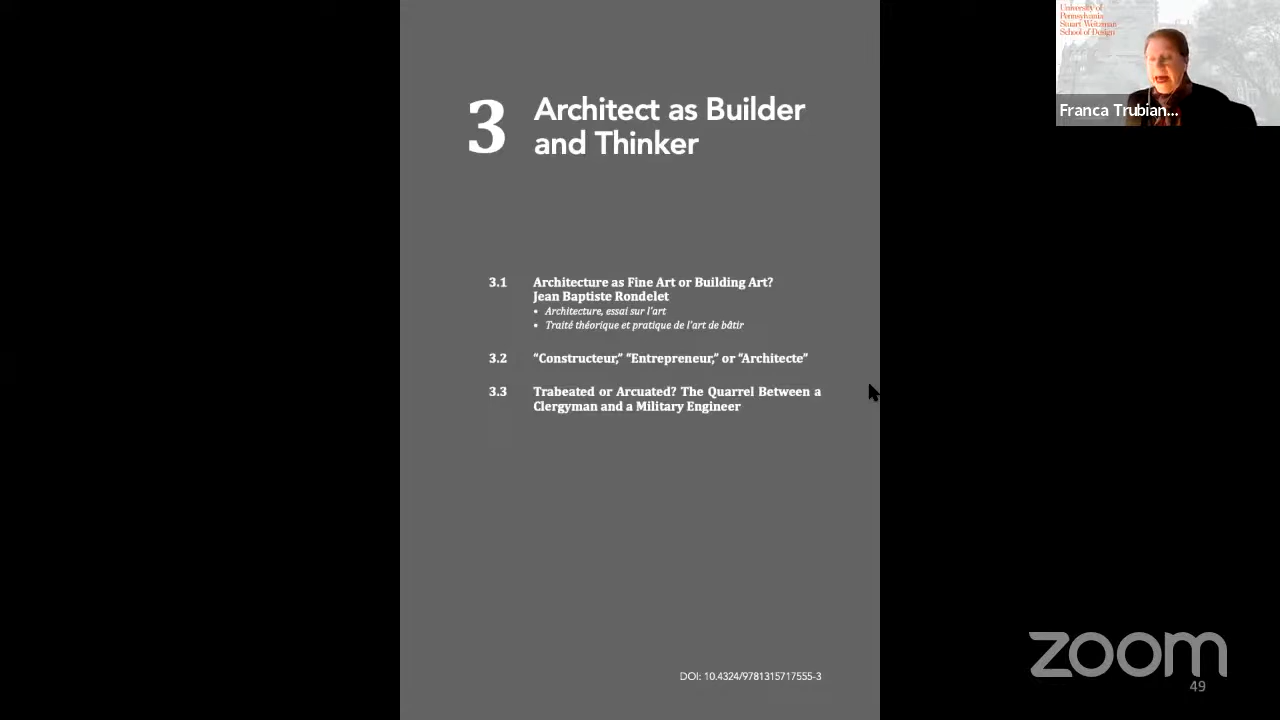 3 Architect as Builder
and Thinker
3.1 Architecture as Fine Art or Building Art?
Jean Baptiste Rondelet
• Architecture, essai sur l'art
• Traité théorique et pratique de l'art de bâtir
3.2 “Constructeur,” “Entrepreneur,” or “Architecte”
3.3 Trabeated or Arcuated? The Quarrel Between a
Clergyman and a Military Engineer
DOI: 10.4324/9781315717555-3
University of
Pennsylvania
Stuart Weitzman
School of Design
Franca Trubian...
zoom
49